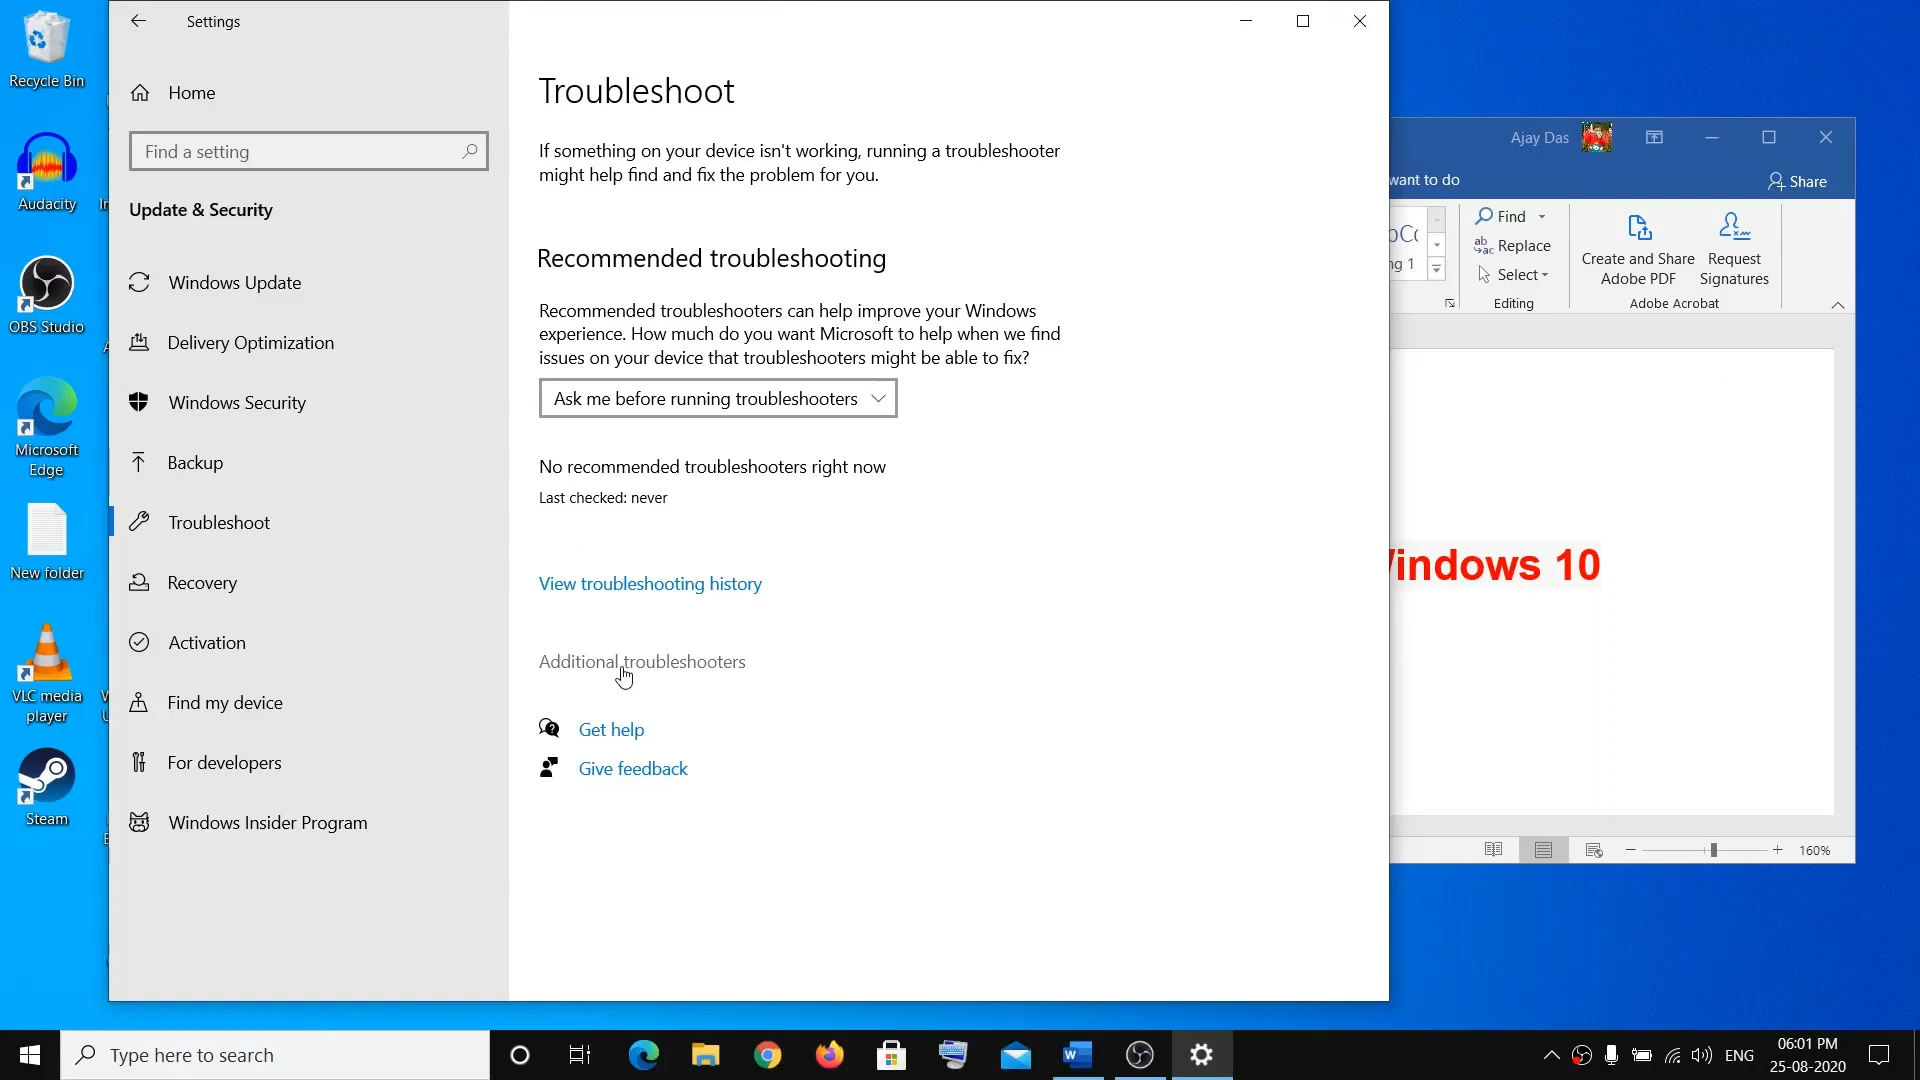 Recycle Bin
Audacity
OBS Studio
Microsoft
Edge
New folder
VLC media
player
Steam
Settings
Home
Find a setting
Update & Security
Windows Update
Delivery Optimization
Windows Security
Backup
Troubleshoot
Recovery
Activation
Find my device
For developers
Windows Insider Program
Troubleshoot
If something on your device isn't working, running a troubleshooter
might help find and fix the problem for you.
Recommended troubleshooting
Recommended troubleshooters can help improve your Windows
experience. How much do you want Microsoft to help when we find
issues on your device that troubleshooters might be able to fix?
Ask me before running troubleshooters
No recommended troubleshooters right now
Last checked: never
View troubleshooting history
Additional troubleshooters
Get help
Give feedback
Ajay Das
want to do
Share
Find
Replace
Select
Editing
ng 1
Create and Share
Adobe PDF
Request
Signatures
Adobe Acrobat
indows 10
160%
Type here to search
ENG
06:01 PM
25-08-2020